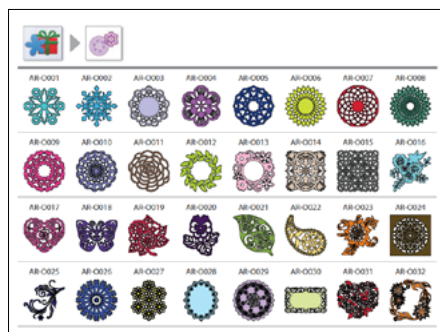 AR-O001 AR-O002 AR-O003 AR-O004 AR-O005 AR-O006 AR-O007 AR-O008
AR-O009 AR-O010 AR-O011 AR-O012 AR-O013 AR-O014 AR-O015 AR-O016
AR-O017 AR-O018 AR-O019 AR-O020 AR-O021 AR-O022 AR-O023 AR-O024
AR-O025 AR-O026 AR-O027 AR-O028 AR-O029 AR-O030 AR-O031 AR-O032